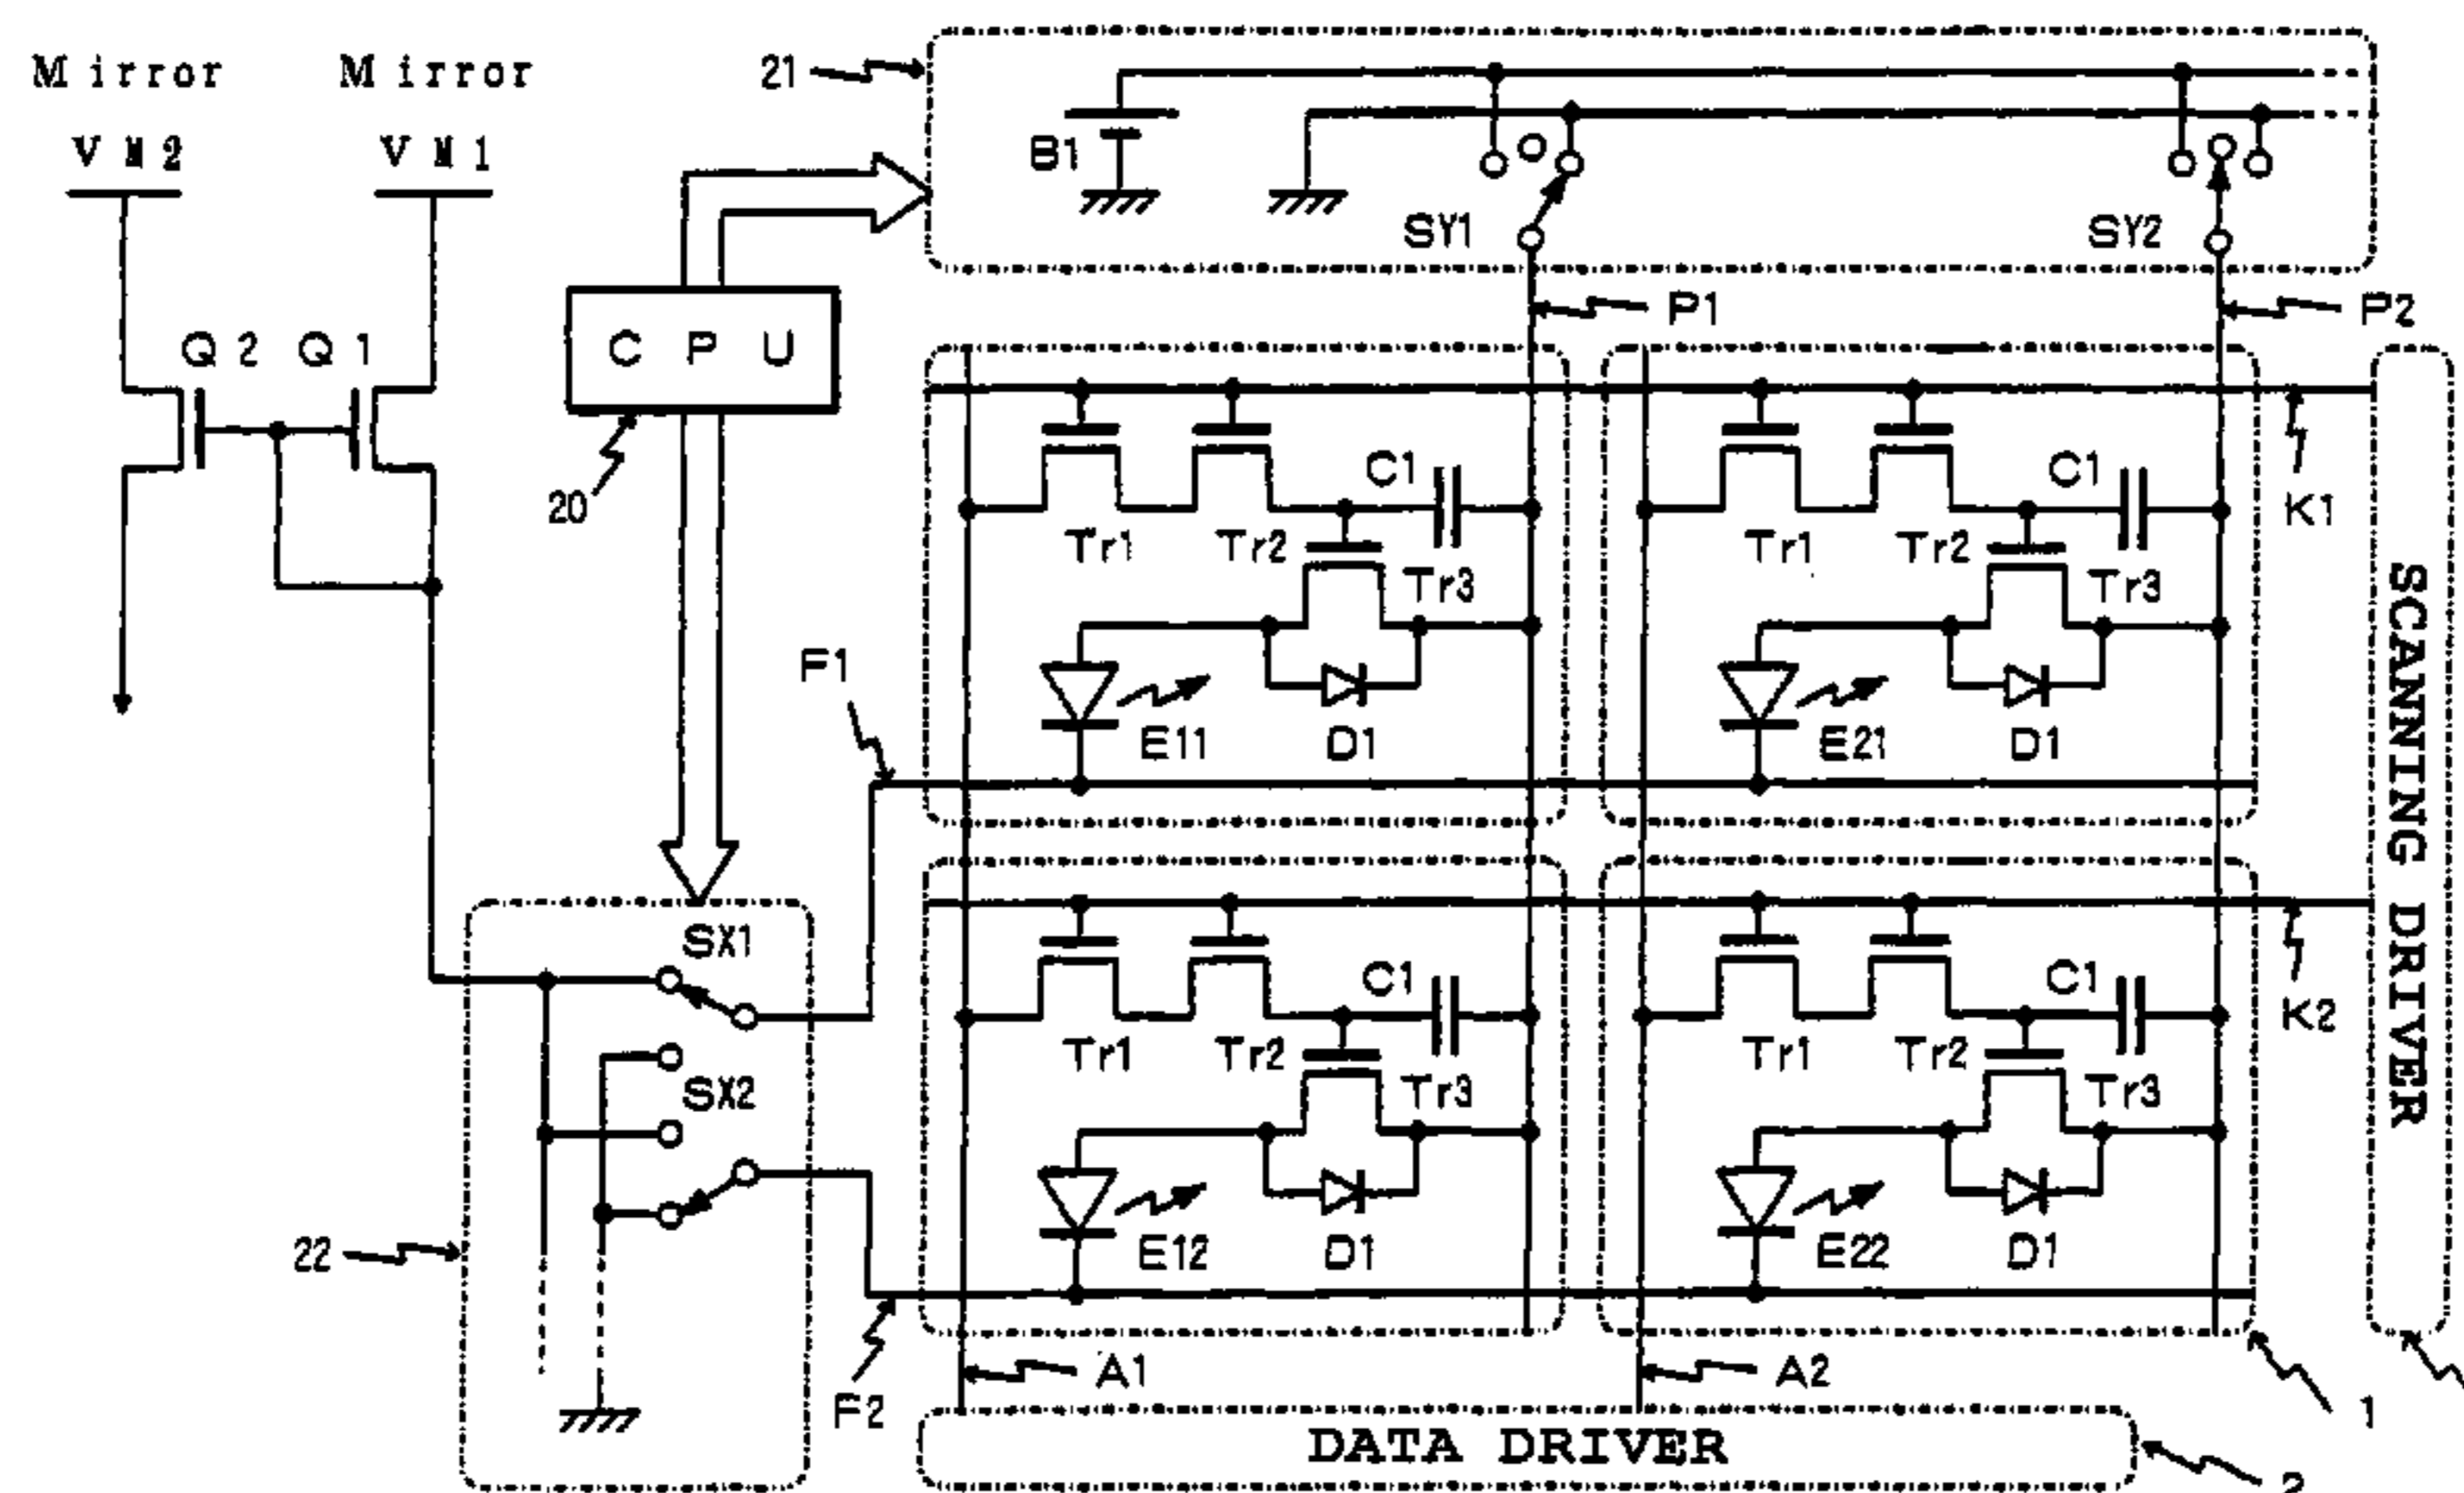 Mirror
Mirror
VM2
VM1
21
B1
SY1
SY2
P1
P2
Q2
Q1
CPU
20
C1
C1
K1
Tr1
Tr2
Tr3
Tr1
Tr2
Tr3
F1
E11
D1
E21
D1
SCANNING DRIVER
SX1
C1
C1
K2
Tr1
Tr2
Tr3
Tr1
Tr2
Tr3
SX2
22
E12
D1
E22
D1
F2
A1
A2
1
DATA DRIVER
2